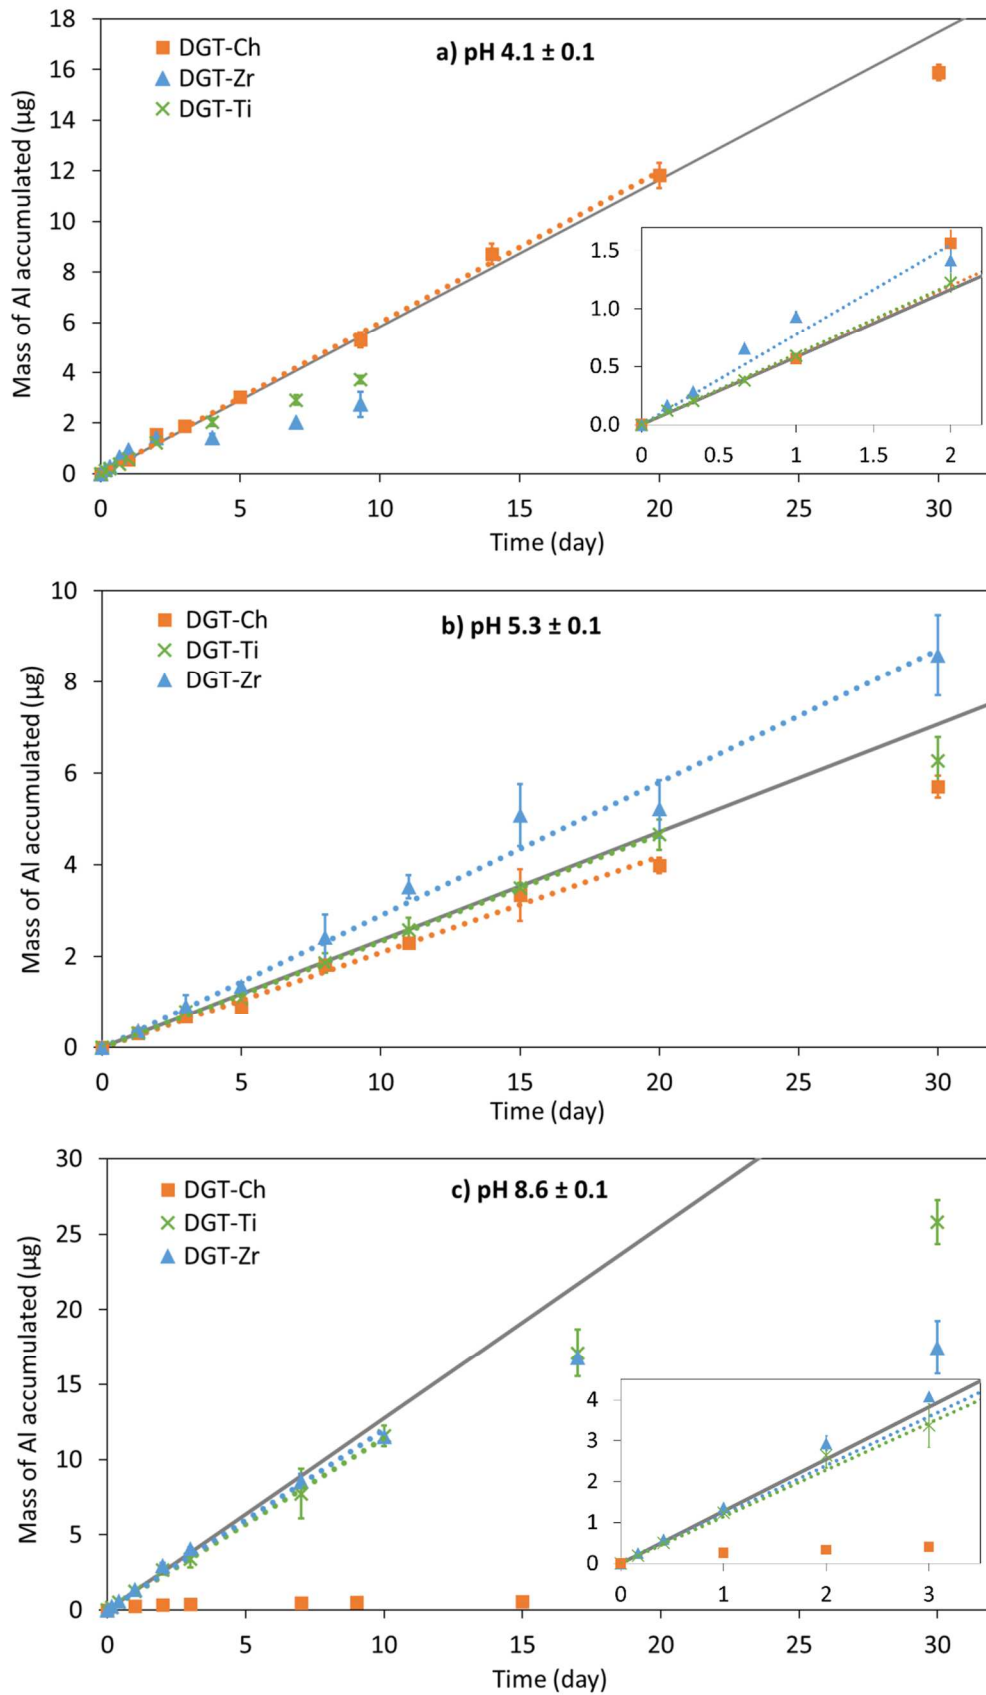 a) pH 4.1 ± 0.1
DGT-Ch
DGT-Zr
DGT-Ti
Mass of Al accumulated (µg)
18
16
14
12
10
8
6
4
2
0
1.5
1.0
0.5
0.0
0 0.5 1 1.5 2
0 5 10 15 20 25 30
Time (day)
b) pH 5.3 ± 0.1
DGT-Ch
DGT-Ti
DGT-Zr
Mass of Al accumulated (µg)
10
8
6
4
2
0
0 5 10 15 20 25 30
Time (day)
c) pH 8.6 ± 0.1
DGT-Ch
DGT-Ti
DGT-Zr
Mass of Al accumulated (µg)
30
25
20
15
10
5
0
4
3
2
1
0
0 1 2 3
0 5 10 15 20 25 30
Time (day)